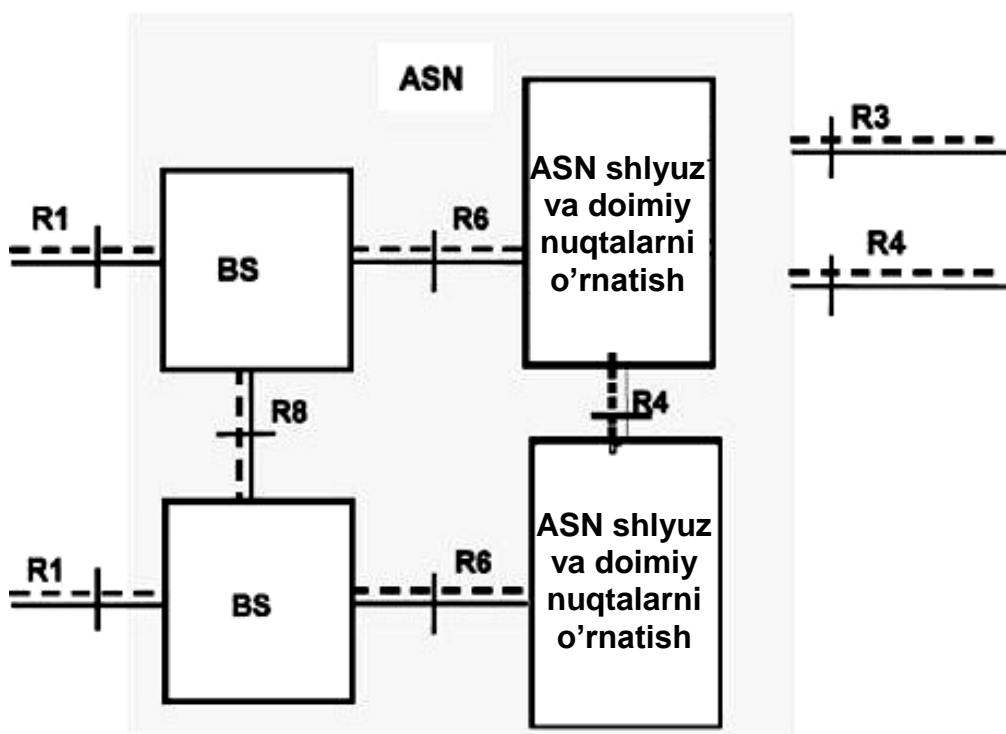 ASN
R3
ASN shlyuz
va doimiy
nuqtalarni
o’rnatish
R1
R6
R4
BS
R8
R4
ASN shlyuz
va doimiy
nuqtalarni
o’rnatish
R1
R6
BS